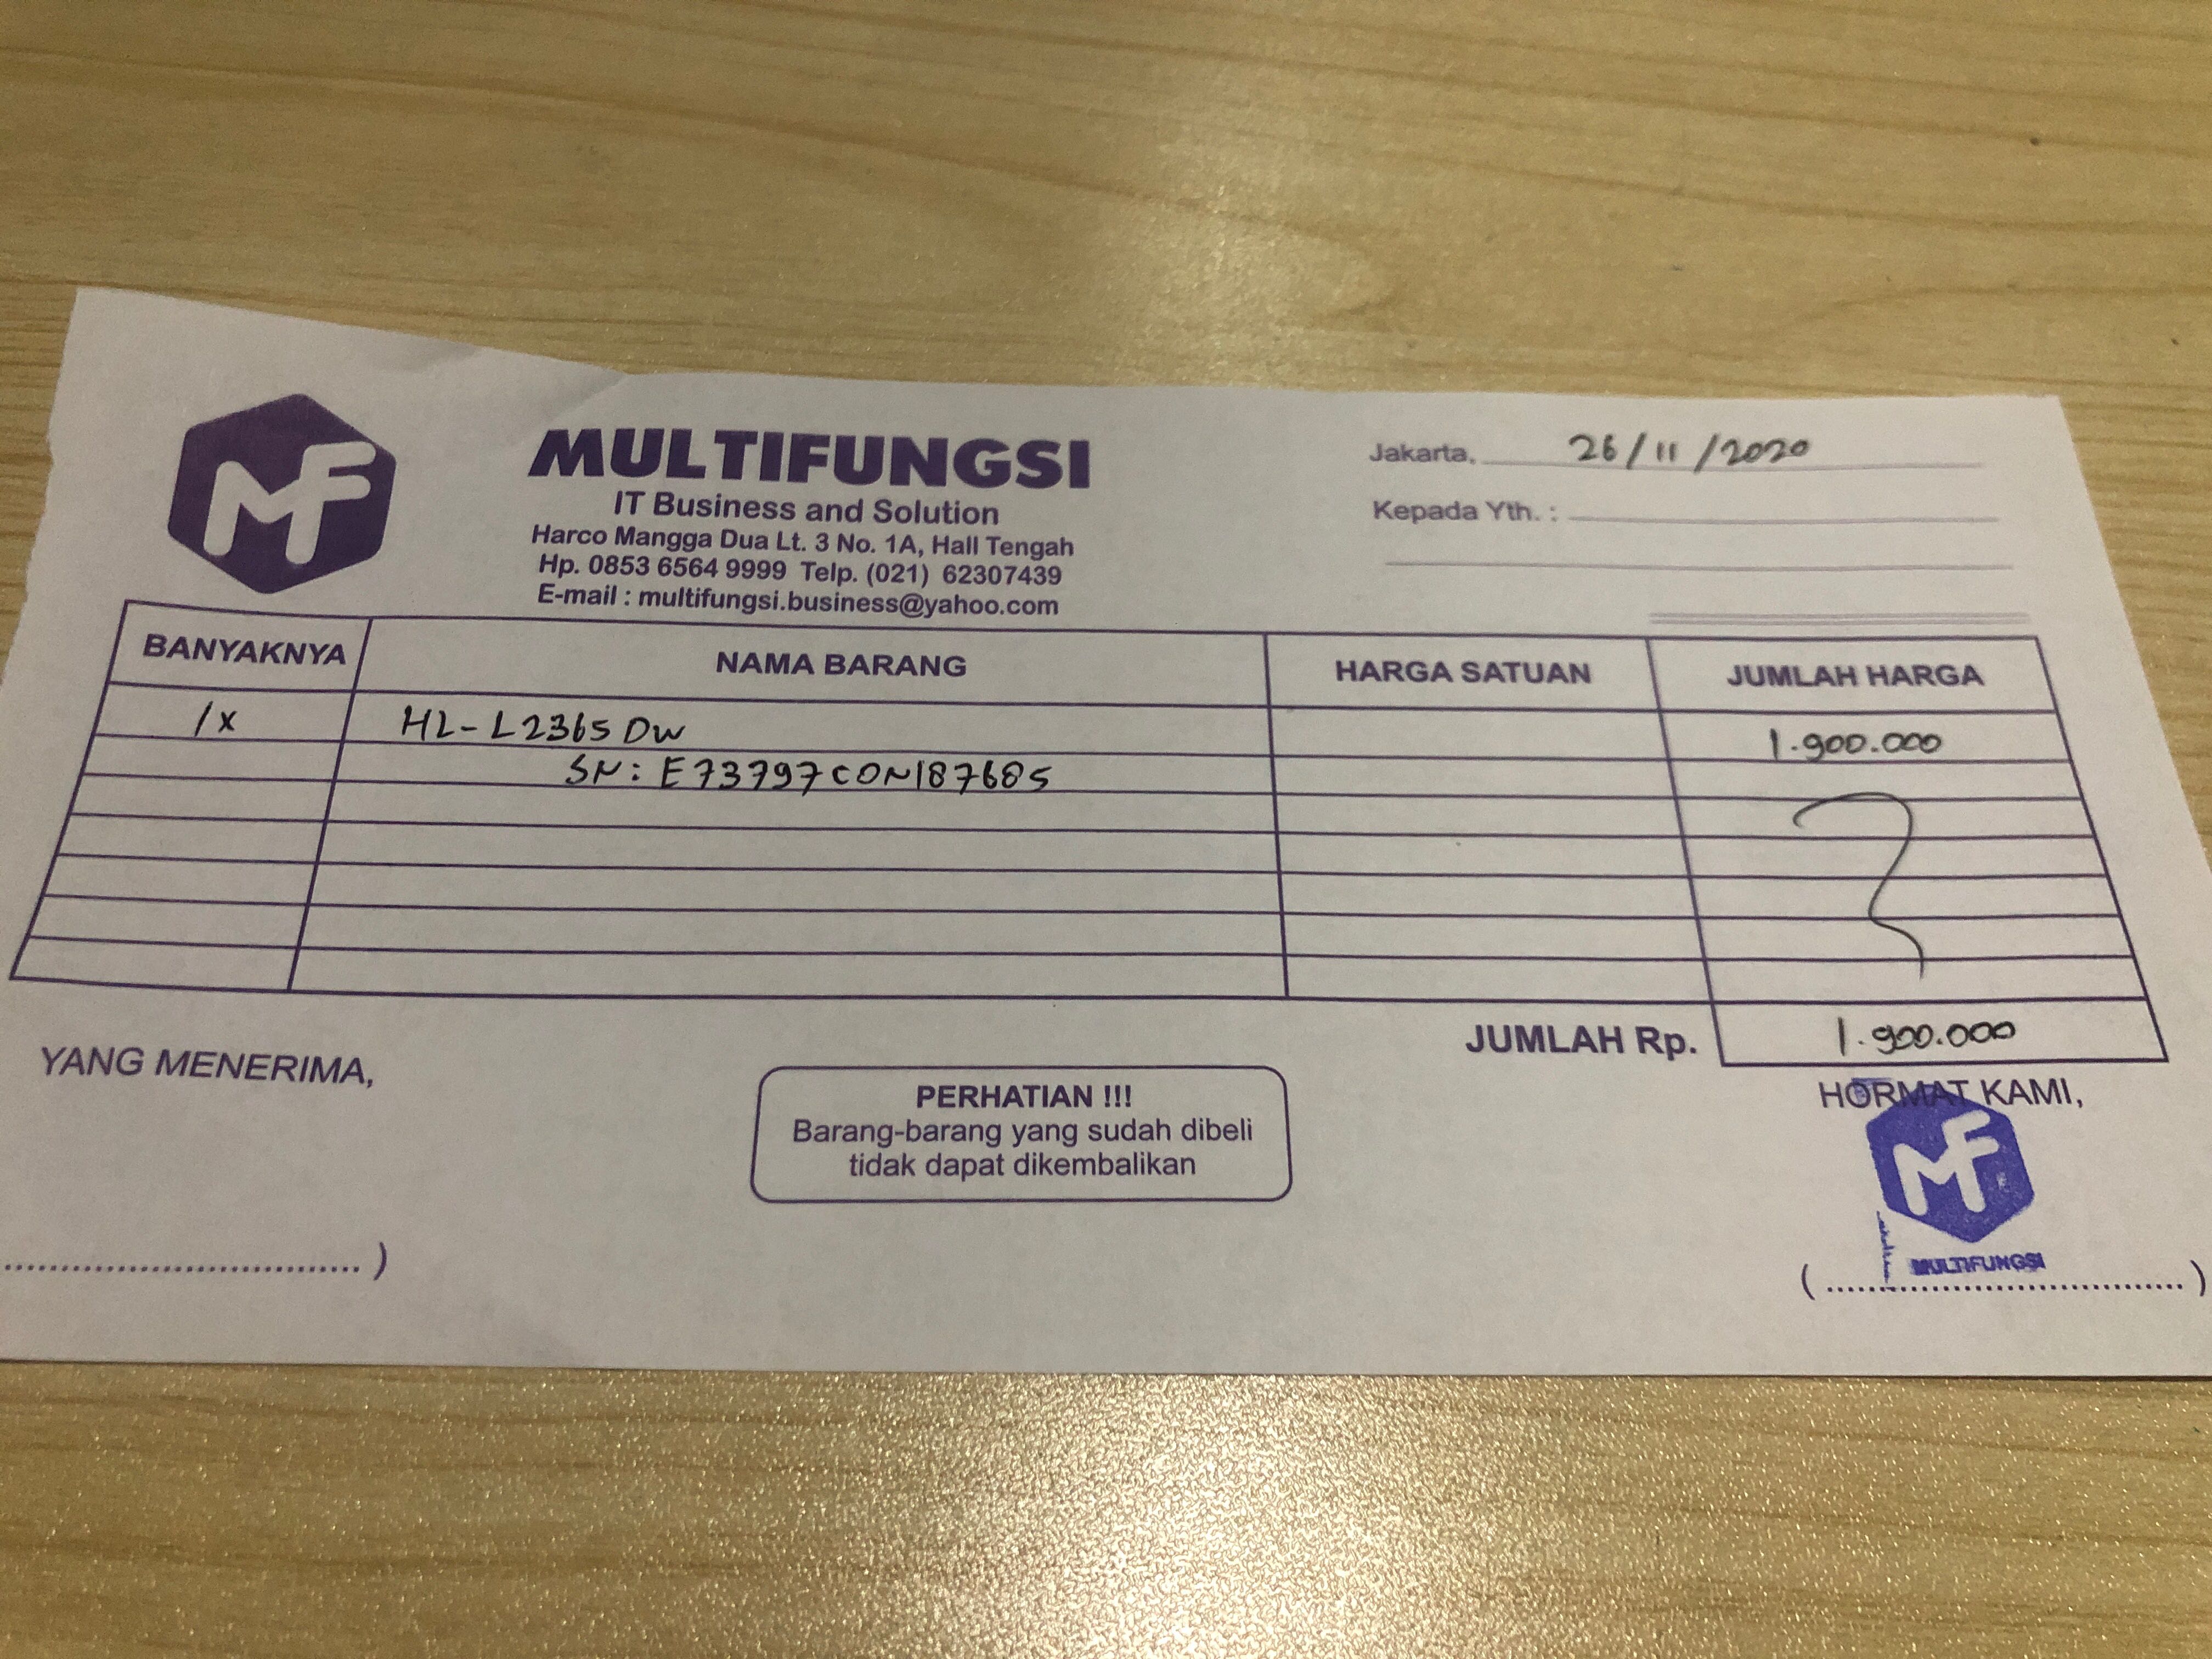 MF
MULTIFUNGSI
IT Business and Solution
Harco Mangga Dua Lt. 3 No. 1A, Hall Tengah
Hp. 0853 6564 9999 Telp. (021) 62307439
E-mail : multifungsi.business@yahoo.com
Jakarta, 26/11/2020
Kepada Yth. :
BANYAKNYA NAMA BARANG HARGA SATUAN JUMLAH HARGA
1x HL-L2365DW 1.900.000
SN: E73797C0N187685
JUMLAH Rp. 1.900.000
YANG MENERIMA,
PERHATIAN !!!
Barang-barang yang sudah dibeli
tidak dapat dikembalikan
HORMAT KAMI,
MF
MULTIFUNGSI